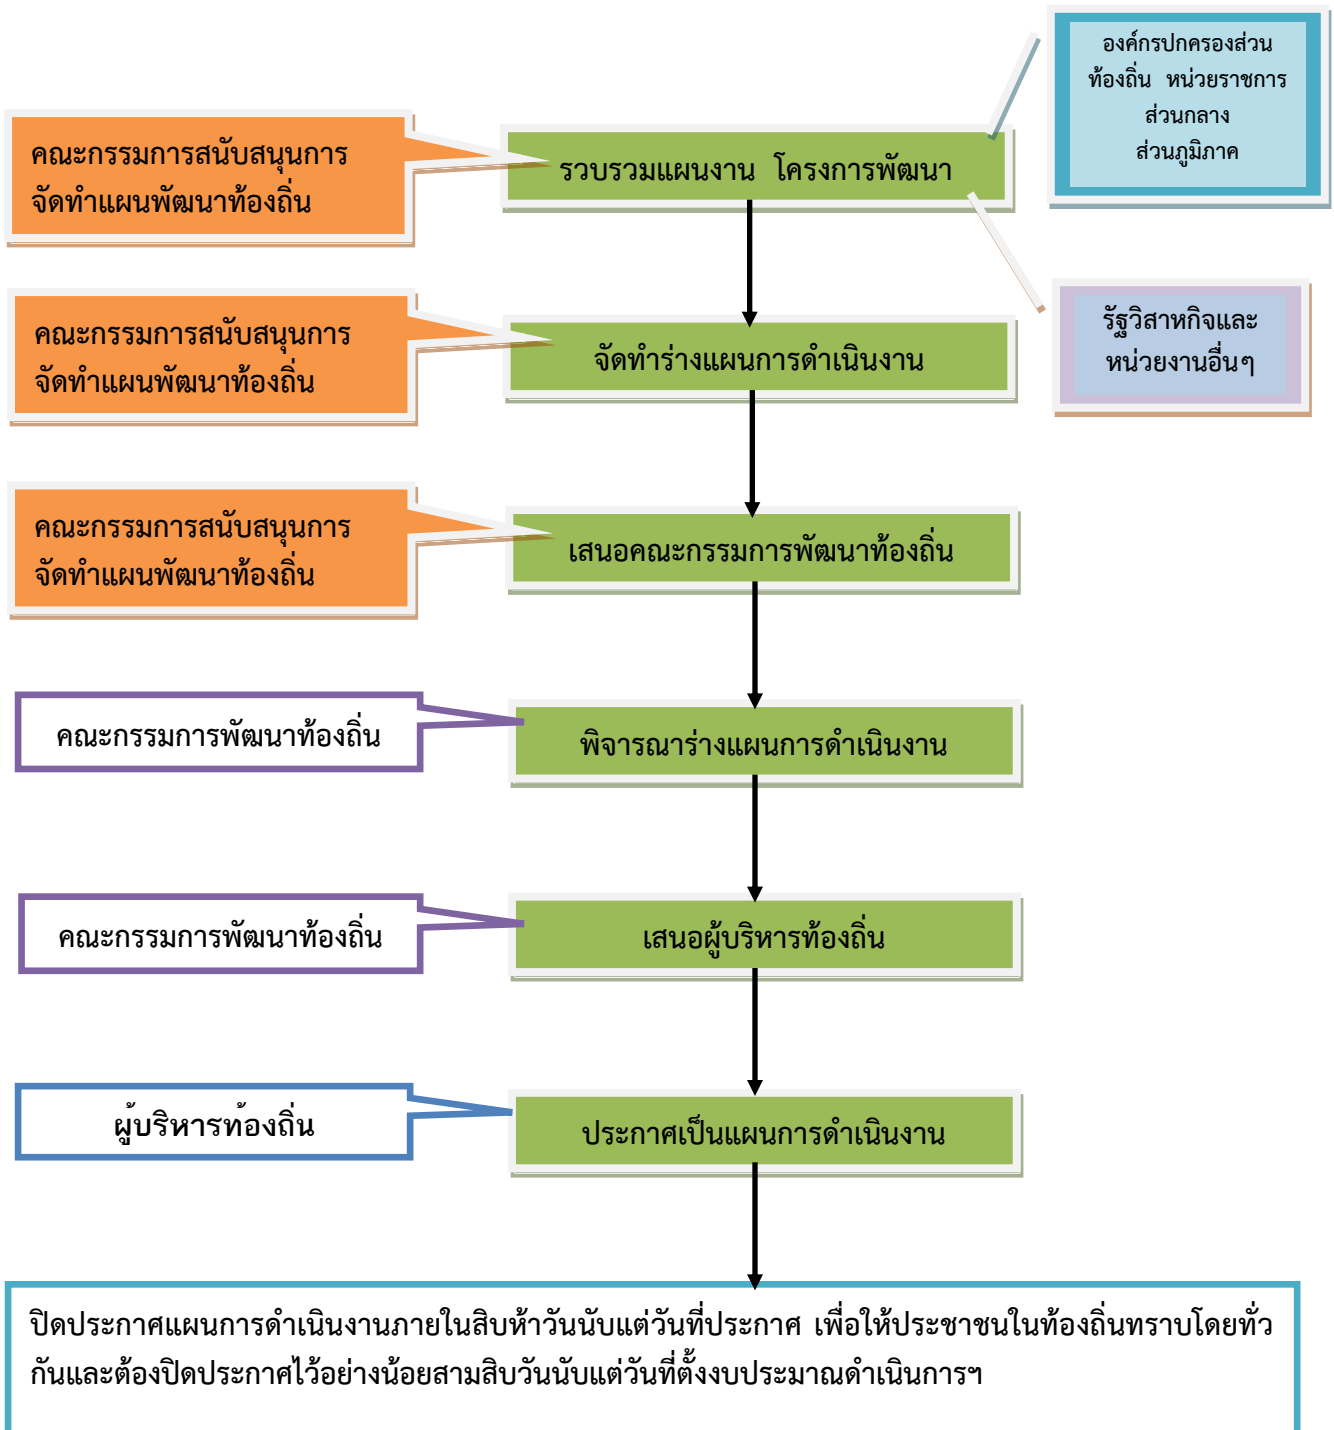 องค์กรปกครองส่วน
ท้องถิ่น หน่วยราชการ
ส่วนกลาง
ส่วนภูมิภาค
คณะกรรมการสนับสนุนการ
จัดทำแผนพัฒนาท้องถิ่น
รวบรวมแผนงาน โครงการพัฒนา
รัฐวิสาหกิจและ
หน่วยงานอื่นๆ
คณะกรรมการสนับสนุนการ
จัดทำแผนพัฒนาท้องถิ่น
จัดทำร่างแผนการดำเนินงาน
คณะกรรมการสนับสนุนการ
จัดทำแผนพัฒนาท้องถิ่น
เสนอคณะกรรมการพัฒนาท้องถิ่น
คณะกรรมการพัฒนาท้องถิ่น
พิจารณาร่างแผนการดำเนินงาน
คณะกรรมการพัฒนาท้องถิ่น
เสนอผู้บริหารท้องถิ่น
ผู้บริหารท้องถิ่น
ประกาศเป็นแผนการดำเนินงาน
ปิดประกาศแผนการดำเนินงานภายในสิบห้าวันนับแต่วันที่ประกาศ เพื่อให้ประชาชนในท้องถิ่นทราบโดยทั่ว
กันและต้องปิดประกาศไว้อย่างน้อยสามสิบวันนับแต่วันที่ตั้งงบประมาณดำเนินการฯ